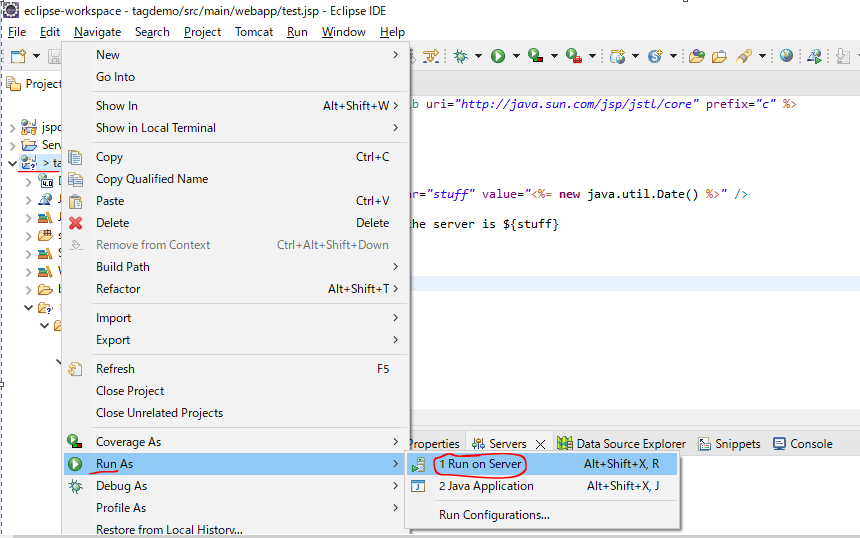 eclipse-workspace - tagdemo/src/main/webapp/test.jsp - Eclipse IDE
File Edit Navigate Search Project Tomcat Run Window Help
Project
New
Go Into
Show In Alt+Shift+W
Show in Local Terminal
Copy Ctrl+C
Copy Qualified Name
Paste Ctrl+V
Delete Delete
Remove from Context Ctrl+Alt+Shift+Down
Build Path
Refactor Alt+Shift+T
Import
Export
Refresh F5
Close Project
Close Unrelated Projects
Coverage As
Run As
Debug As
Profile As
Restore from Local History...
uri="http://java.sun.com/jsp/jstl/core" prefix="c" %>
="stuff" value="<%= new java.util.Date() %>" />
the server is ${stuff}
Properties Servers Data Source Explorer Snippets Console
1 Run on Server Alt+Shift+X, R
2 Java Application Alt+Shift+X, J
Run Configurations...